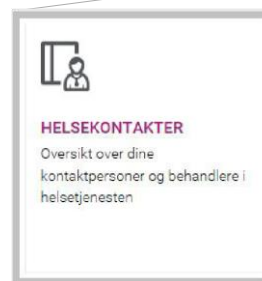 HELSEKONTAKTER
Oversikt over dine
kontaktpersoner og behandlere i
helsetjenesten